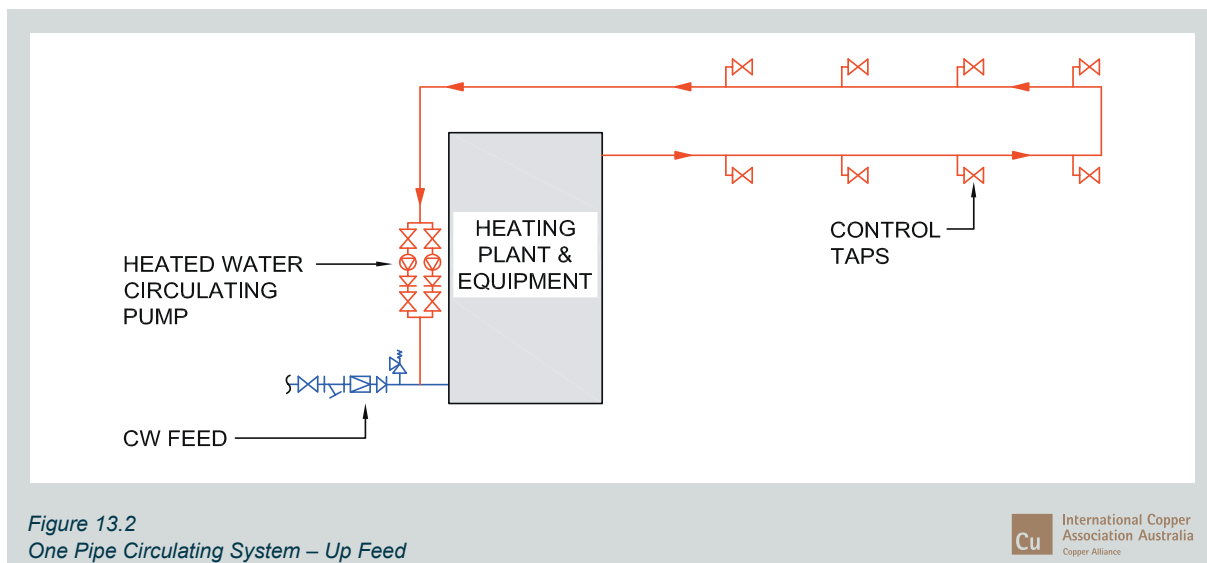 HEATING
PLANT &
EQUIPMENT
CONTROL
TAPS
HEATED WATER
CIRCULATING
PUMP
CW FEED
Figure 13.2
One Pipe Circulating System – Up Feed
Cu
International Copper
Association Australia
Copper Alliance